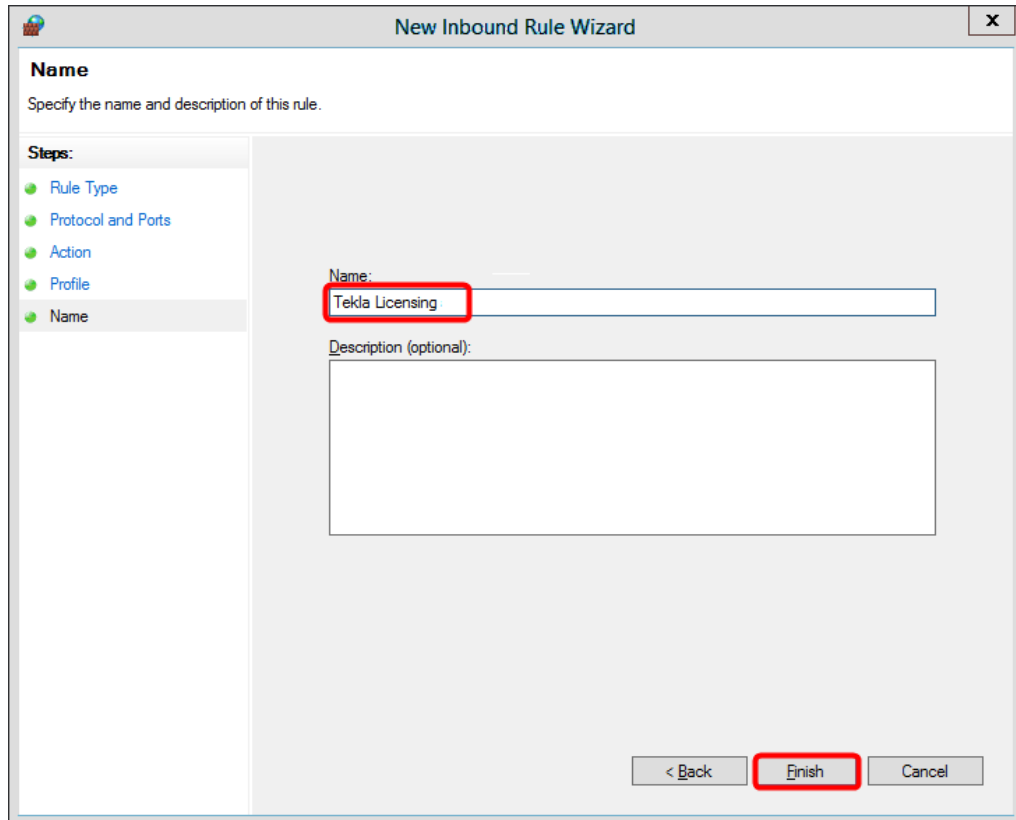 New Inbound Rule Wizard
x
Name
Specify the name and description of this rule.
Steps:
Rule Type
Protocol and Ports
Action
Profile
Name
Name:
Tekla Licensing
Description (optional):
< Back
Finish
Cancel